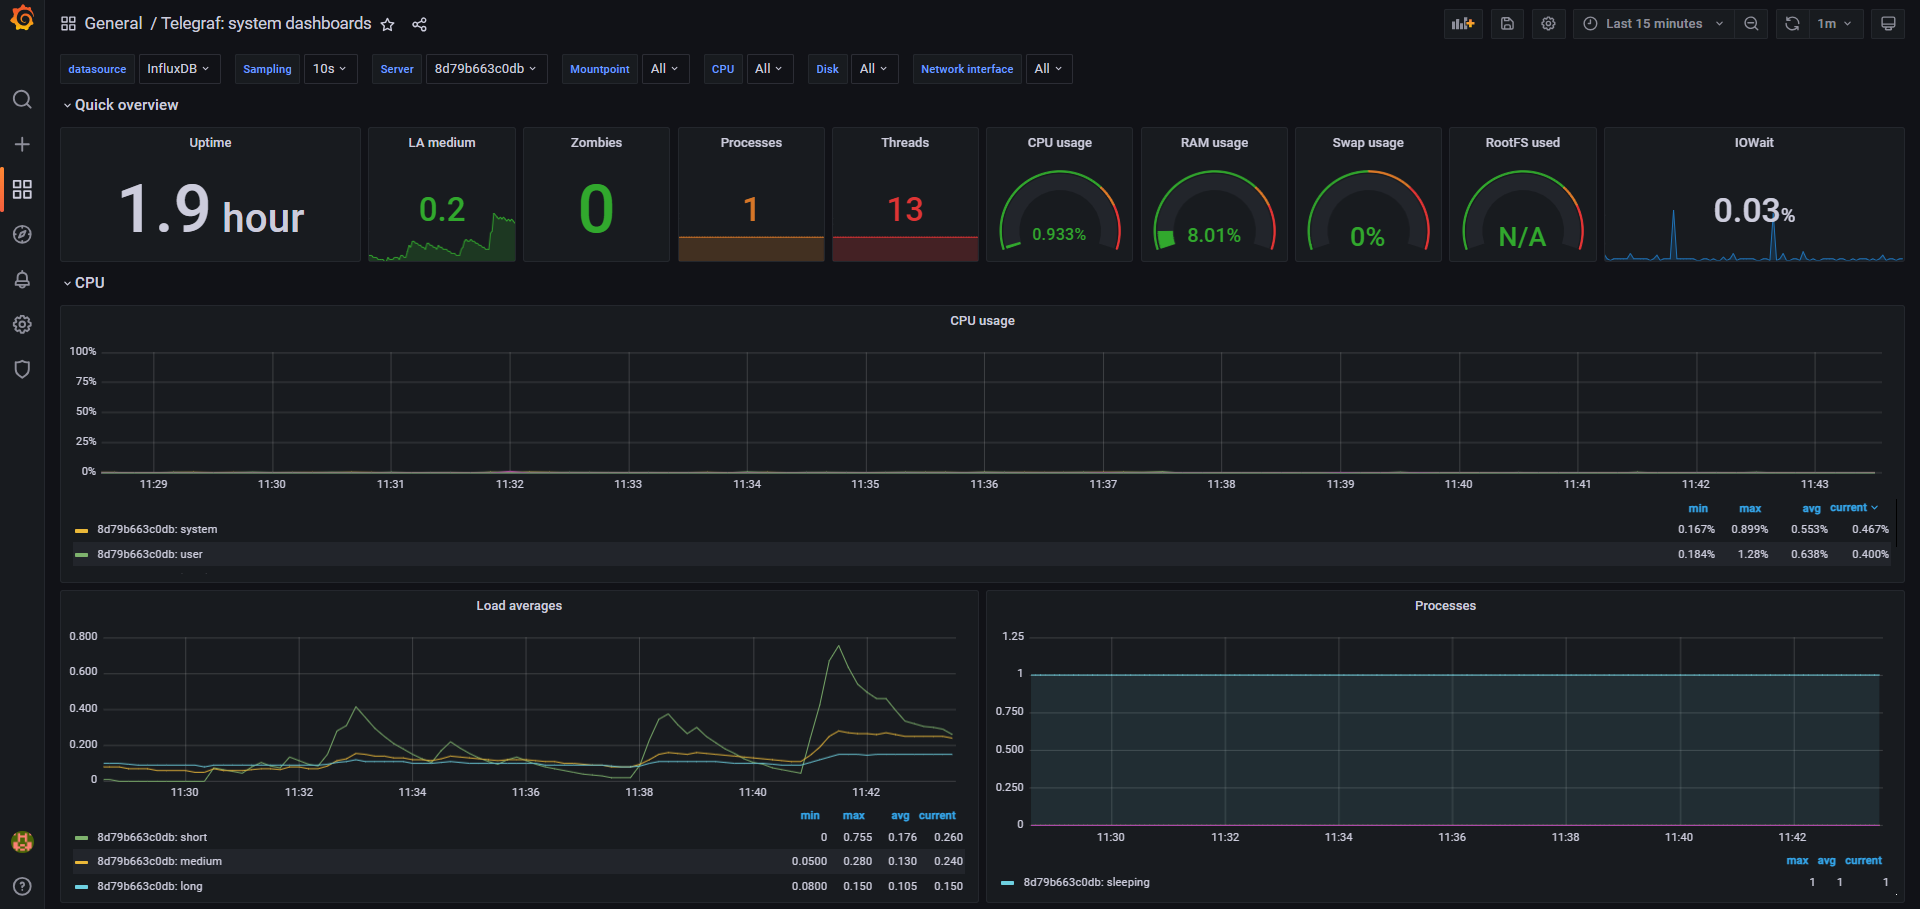 General / Telegraf: system dashboards
Last 15 minutes
1m
datasource InfluxDB Sampling 10s Server 8d79b663c0db Mountpoint All CPU All Disk All Network interface All
Quick overview
Uptime
1.9 hour
LA medium
0.2
Zombies
0
Processes
1
Threads
13
CPU usage
0.933%
RAM usage
8.01%
Swap usage
0%
RootFS used
N/A
IOWait
0.03%
CPU
CPU usage
100%
75%
50%
25%
0%
11:29 11:30 11:31 11:32 11:33 11:34 11:35 11:36 11:37 11:38 11:39 11:40 11:41 11:42 11:43
min max avg current
8d79b663c0db: system 0.167% 0.899% 0.553% 0.467%
8d79b663c0db: user 0.184% 1.28% 0.638% 0.400%
Load averages
0.800
0.600
0.400
0.200
0
11:30 11:32 11:34 11:36 11:38 11:40 11:42
min max avg current
8d79b663c0db: short 0 0.755 0.176 0.260
8d79b663c0db: medium 0.0500 0.280 0.130 0.240
8d79b663c0db: long 0.0800 0.150 0.105 0.150
Processes
1.25
1
0.750
0.500
0.250
0
11:30 11:32 11:34 11:36 11:38 11:40 11:42
max avg current
8d79b663c0db: sleeping 1 1 1